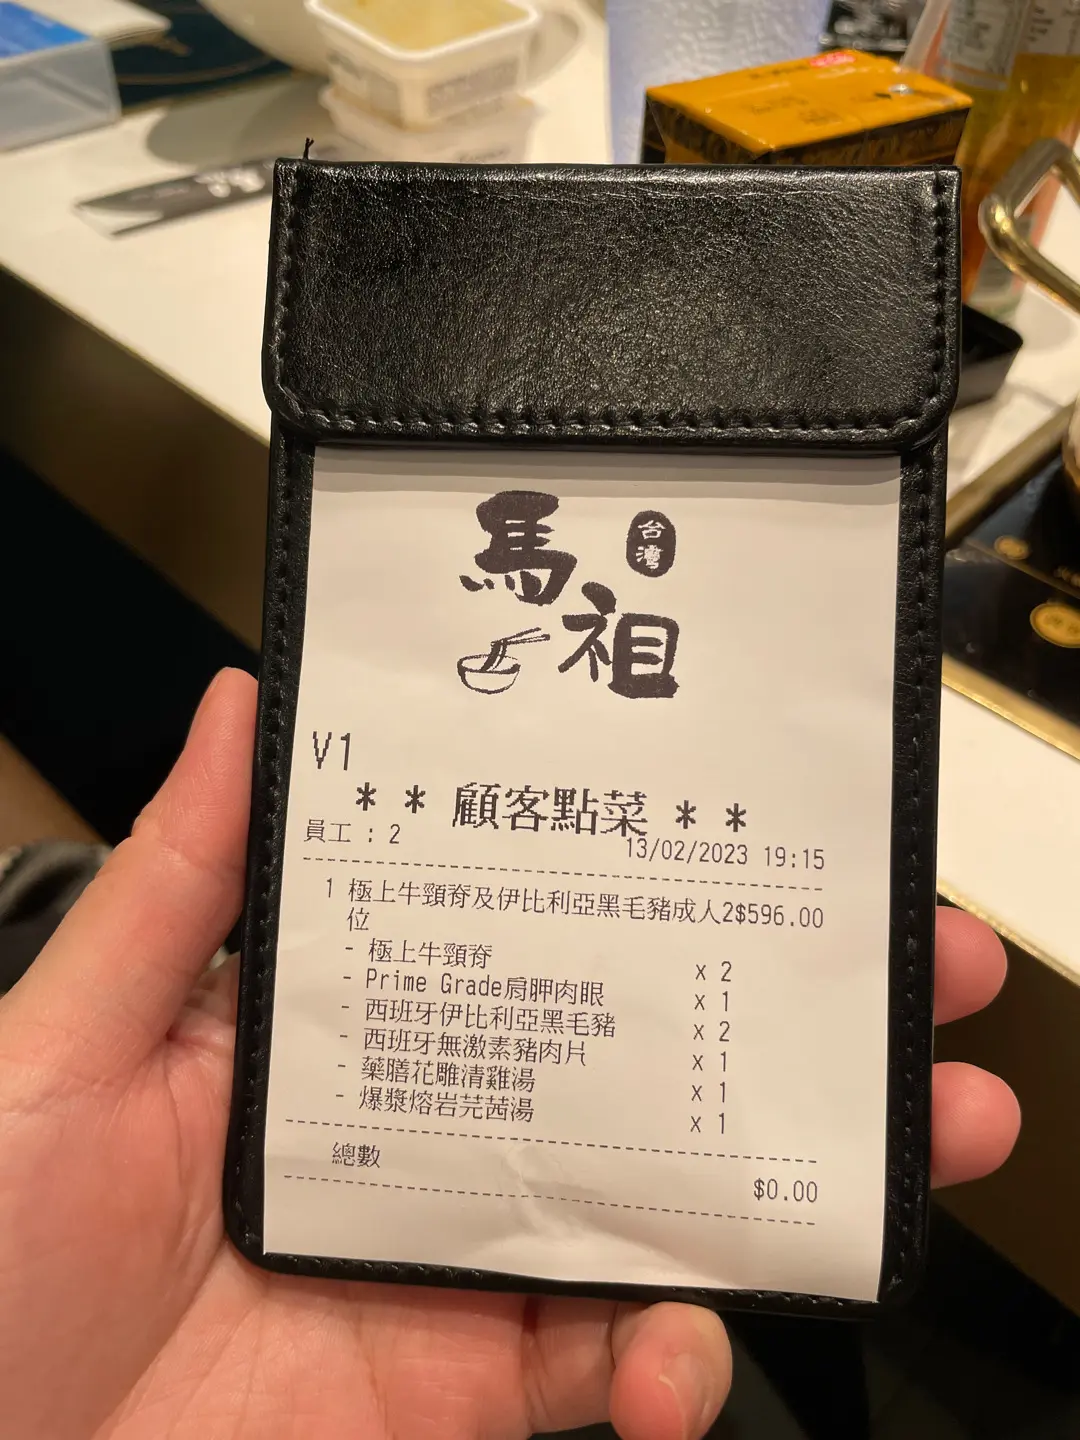 馬祖
台灣
V1
* * 顧客點菜 * *
員工 : 2
13/02/2023 19:15
1 極上牛頸脊及伊比利亞黑毛豬成人2$596.00
位
- 極上牛頸脊 x 2
- Prime Grade肩胛肉眼 x 1
- 西班牙伊比利亞黑毛豬 x 2
- 西班牙無激素豬肉片 x 1
- 藥膳花雕清雞湯 x 1
- 爆漿熔岩芫茜湯 x 1
總數
$0.00